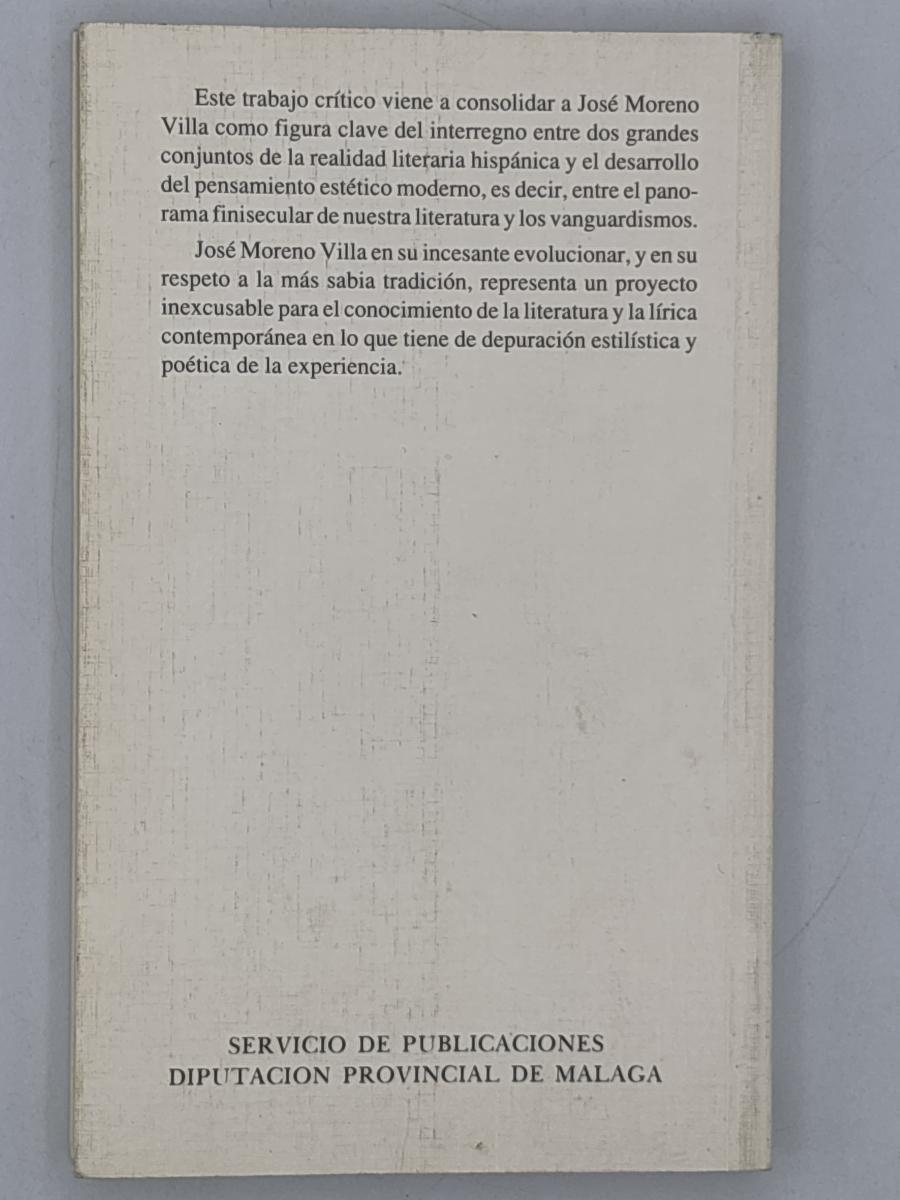 Este trabajo crítico viene a consolidar a José Moreno
Villa como figura clave del interregno entre dos grandes
conjuntos de la realidad literaria hispánica y el desarrollo
del pensamiento estético moderno, es decir, entre el pano-
rama finisecular de nuestra literatura y los vanguardismos.
José Moreno Villa en su incesante evolucionar, y en su
respeto a la más sabia tradición, representa un proyecto
inexcusable para el conocimiento de la literatura y la lírica
contemporánea en lo que tiene de depuración estilística y
poética de la experiencia.
SERVICIO DE PUBLICACIONES
DIPUTACION PROVINCIAL DE MALAGA